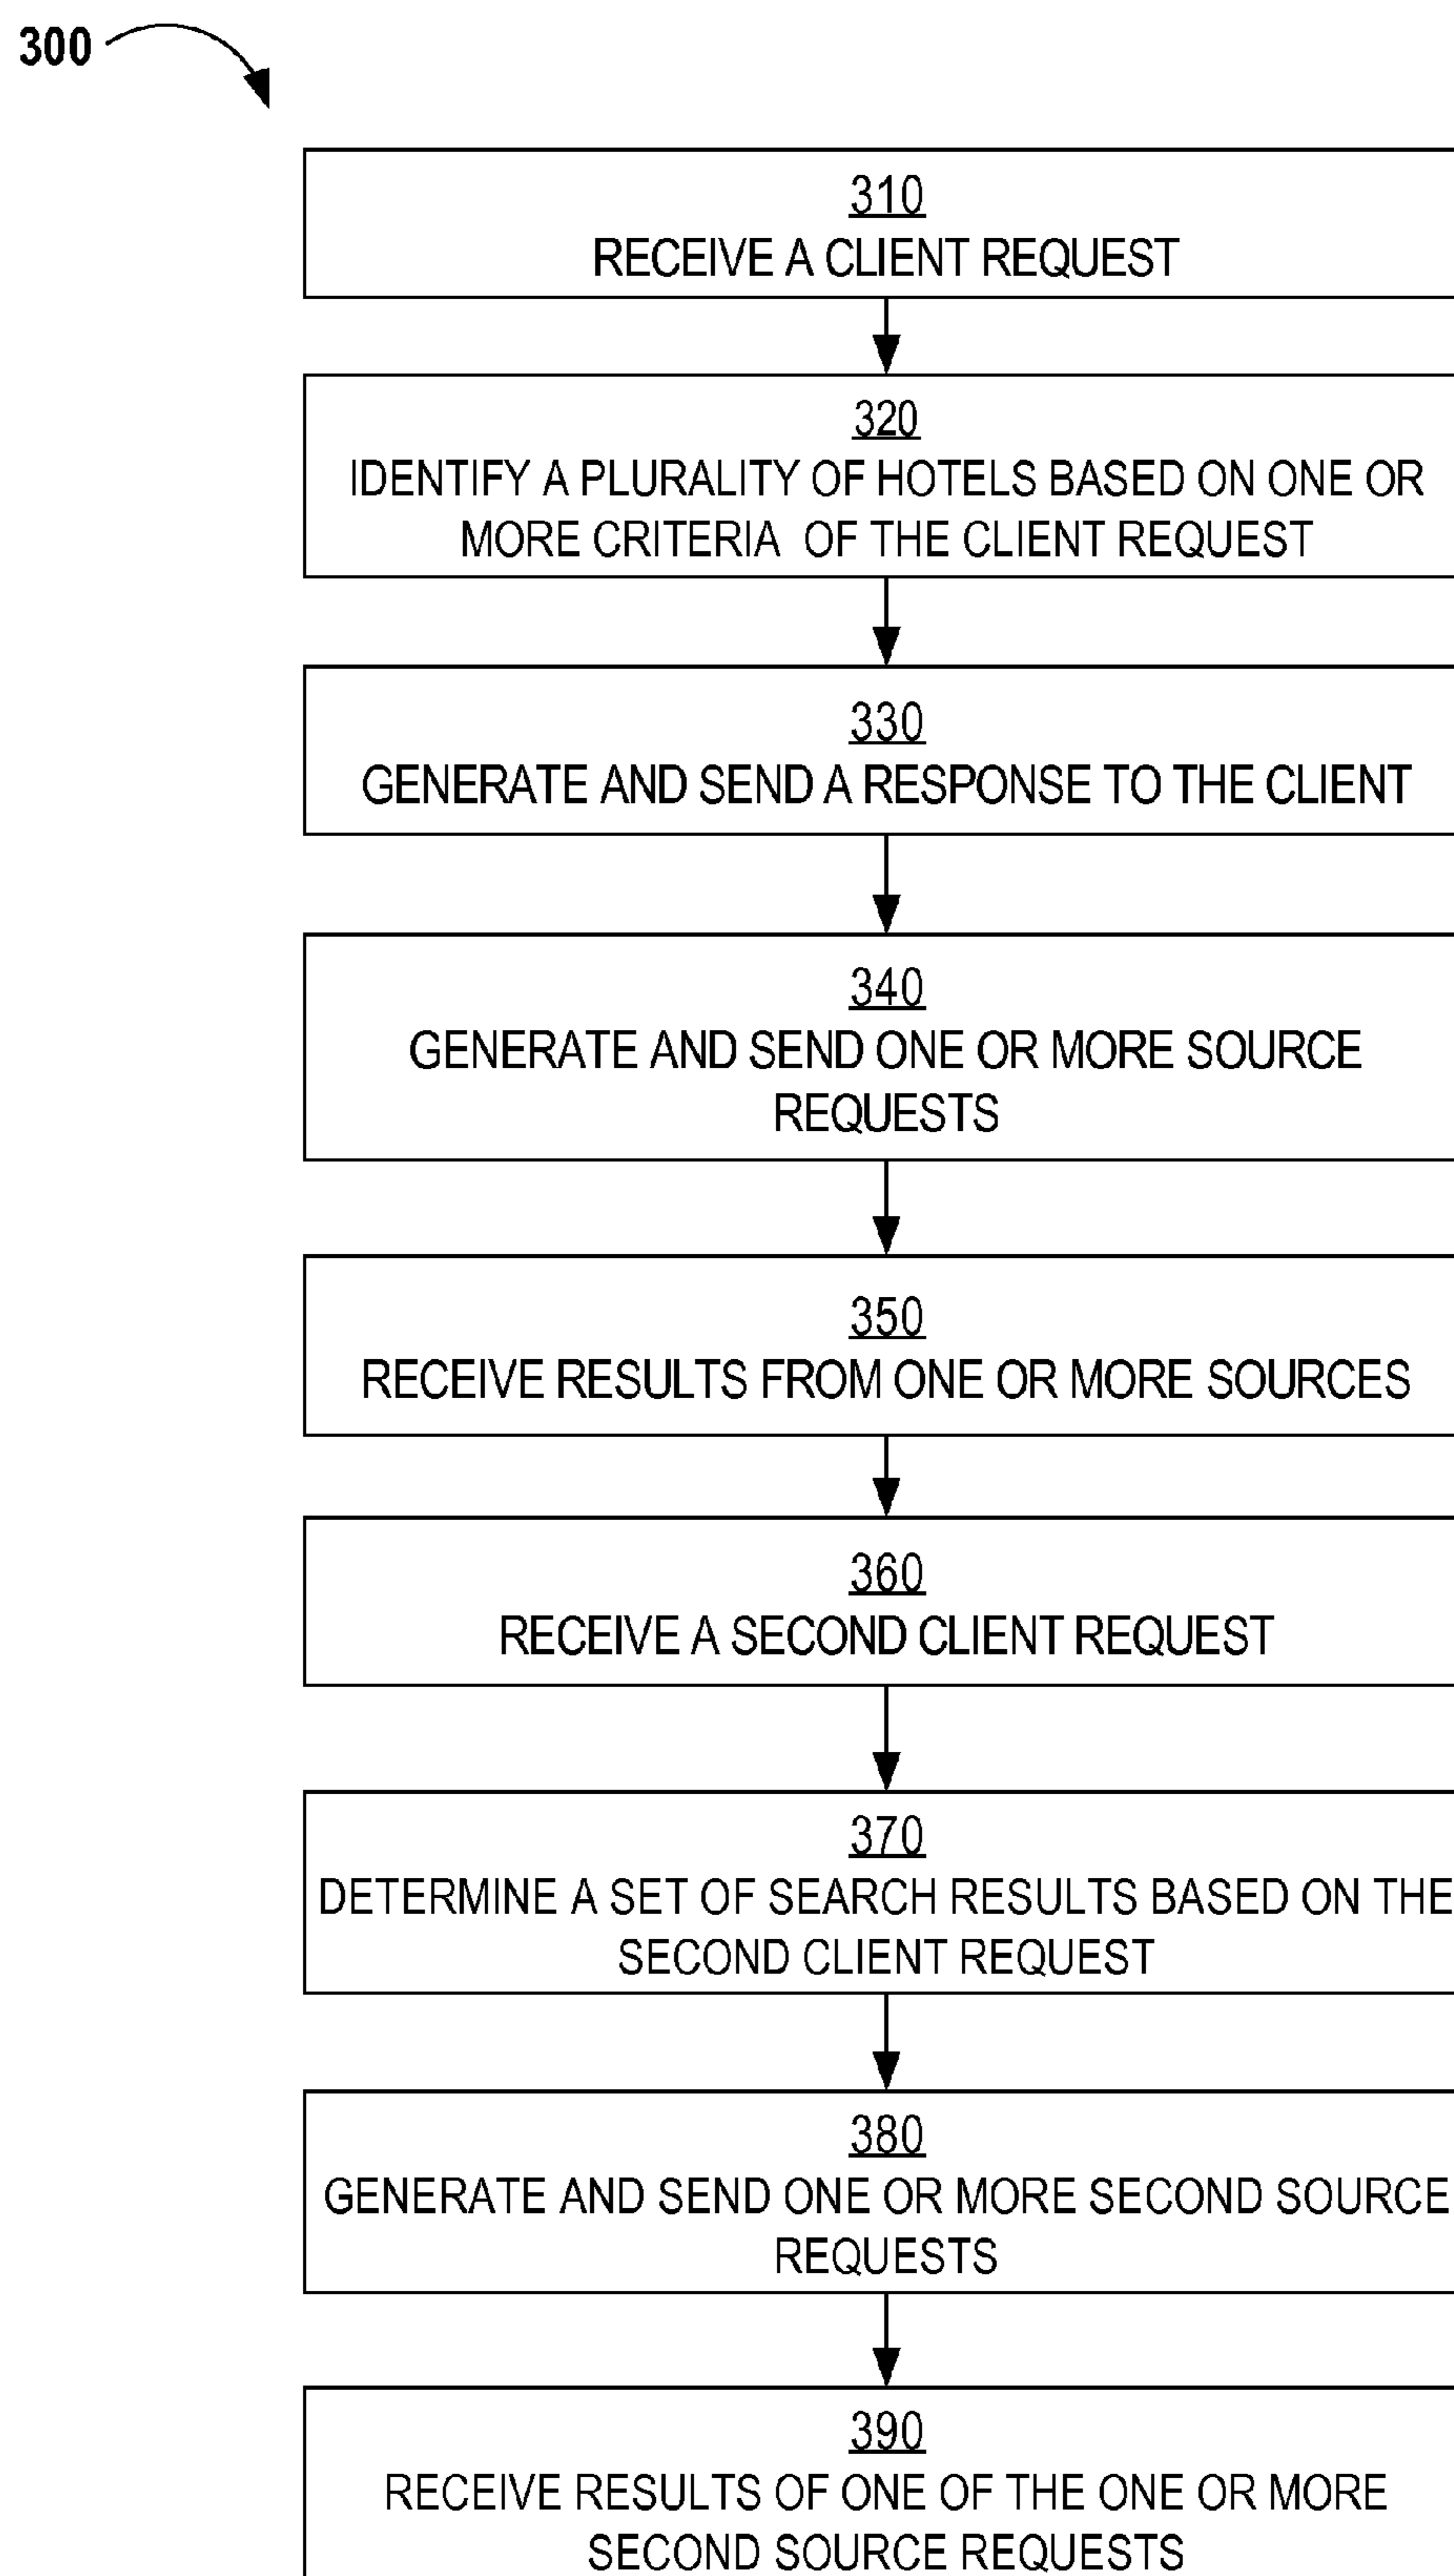 300
310
RECEIVE A CLIENT REQUEST
320
IDENTIFY A PLURALITY OF HOTELS BASED ON ONE OR
MORE CRITERIA OF THE CLIENT REQUEST
330
GENERATE AND SEND A RESPONSE TO THE CLIENT
340
GENERATE AND SEND ONE OR MORE SOURCE
REQUESTS
350
RECEIVE RESULTS FROM ONE OR MORE SOURCES
360
RECEIVE A SECOND CLIENT REQUEST
370
DETERMINE A SET OF SEARCH RESULTS BASED ON THE
SECOND CLIENT REQUEST
380
GENERATE AND SEND ONE OR MORE SECOND SOURCE
REQUESTS
390
RECEIVE RESULTS OF ONE OF THE ONE OR MORE
SECOND SOURCE REQUESTS